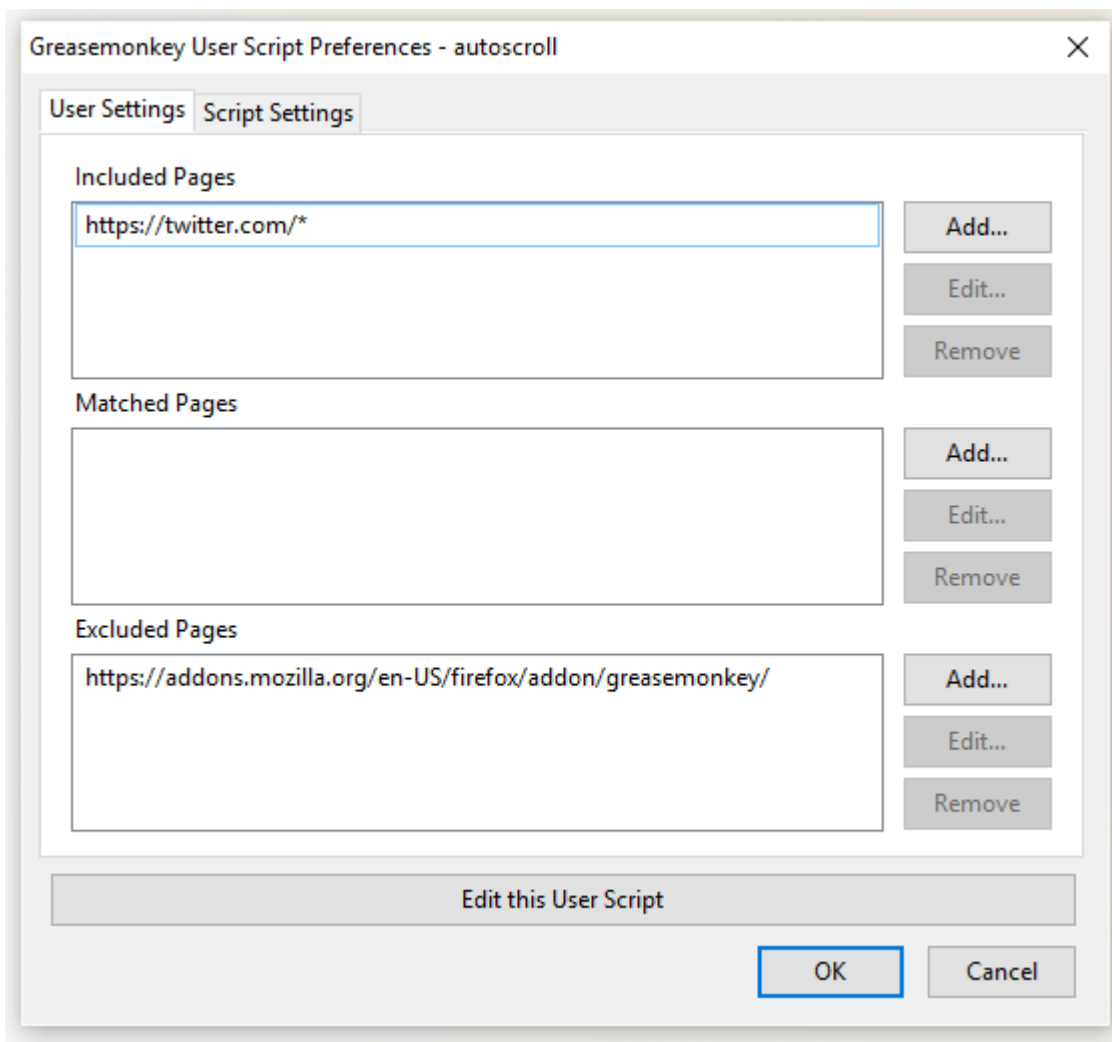 Greasemonkey User Script Preferences - autoscroll
User Settings
Script Settings
Included Pages
https://twitter.com/*
Add...
Edit...
Remove
Matched Pages
Add...
Edit...
Remove
Excluded Pages
https://addons.mozilla.org/en-US/firefox/addon/greasemonkey/
Add...
Edit...
Remove
Edit this User Script
OK
Cancel